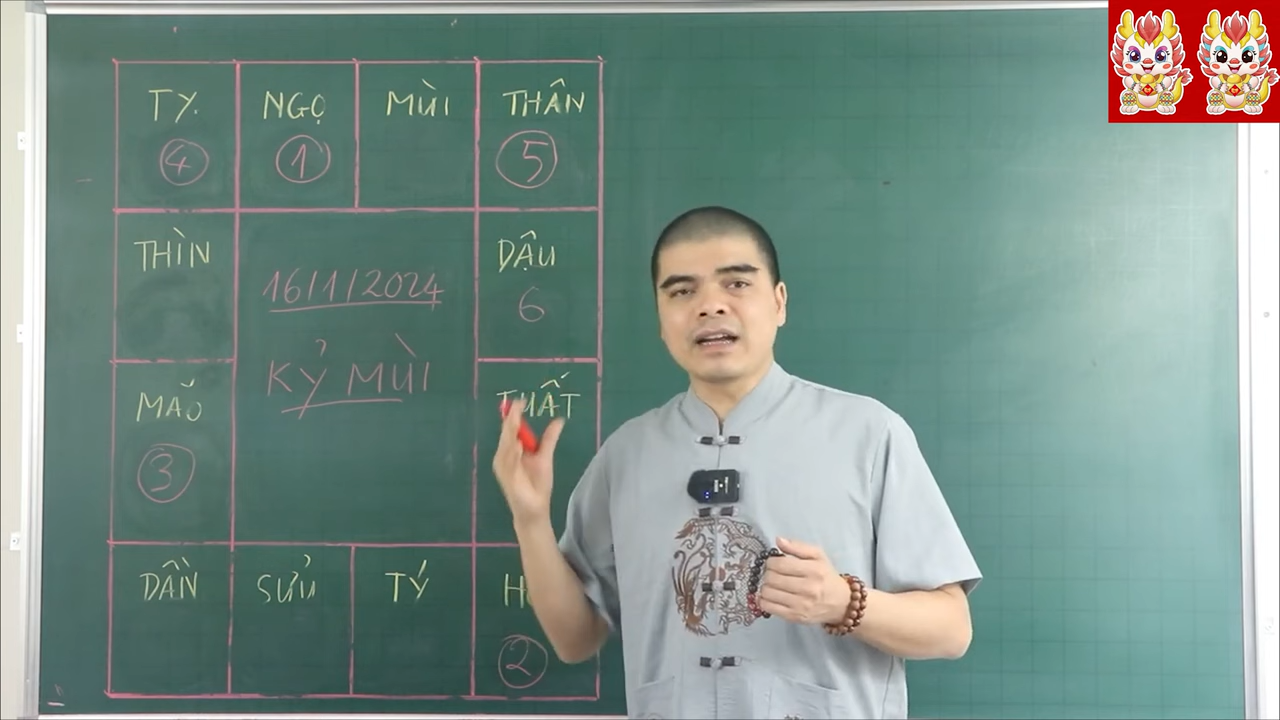 TỴ NGỌ MÙI THÂN
④ ① ⑤
THÌN DẬU
16/1/2024 6
KỶ MÙI
MÃO TUẤT
③
DẦN SỬU TÝ H
②